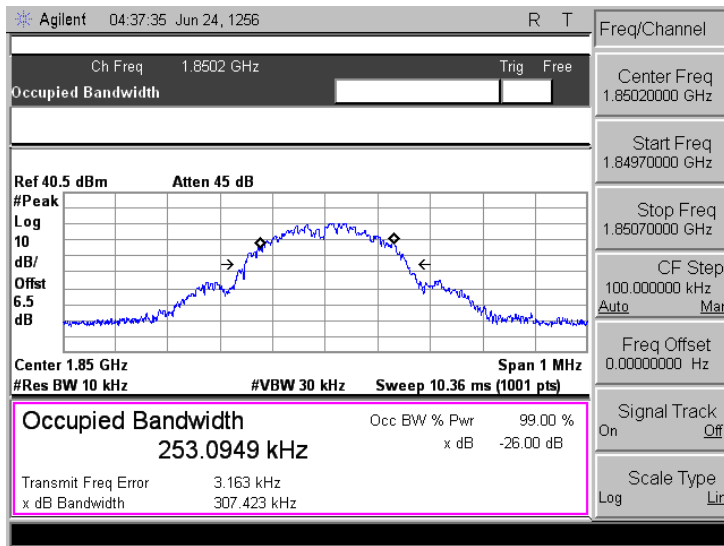 Agilent 04:37:35 Jun 24, 1256 R T
Freq/Channel
Ch Freq 1.8502 GHz Trig Free
Occupied Bandwidth
Center Freq
1.85020000 GHz
Start Freq
1.84970000 GHz
Stop Freq
1.85070000 GHz
CF Step
100.000000 kHz
Auto Man
Freq Offset
0.00000000 Hz
Signal Track
On Off
Scale Type
Log Lin
Ref 40.5 dBm Atten 45 dB
#Peak
Log
10
dB/
Offst
6.5
dB
Center 1.85 GHz Span 1 MHz
#Res BW 10 kHz #VBW 30 kHz Sweep 10.36 ms (1001 pts)
Occupied Bandwidth Occ BW % Pwr 99.00 %
253.0949 kHz x dB -26.00 dB
Transmit Freq Error 3.163 kHz
x dB Bandwidth 307.423 kHz